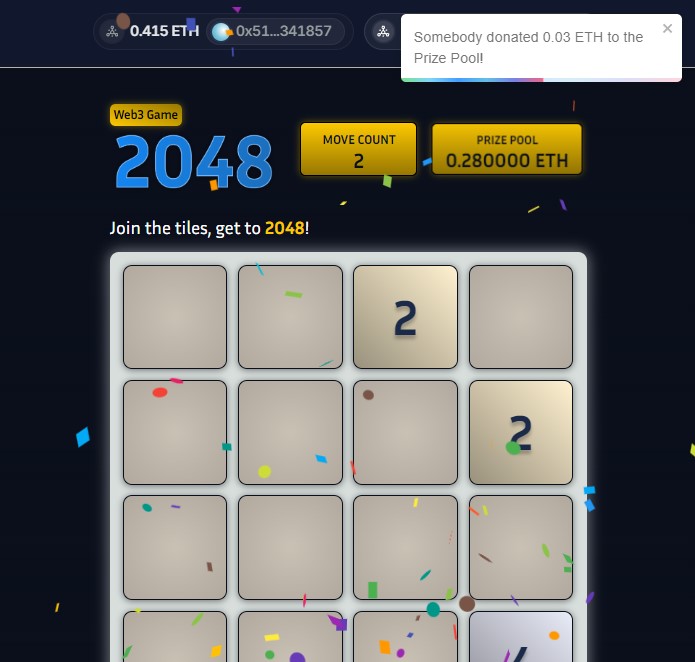 0.415 ETH
0x51...341857
Somebody donated 0.03 ETH to the
Prize Pool!
Web3 Game
2048
MOVE COUNT
2
PRIZE POOL
0.280000 ETH
Join the tiles, get to 2048!
2
2